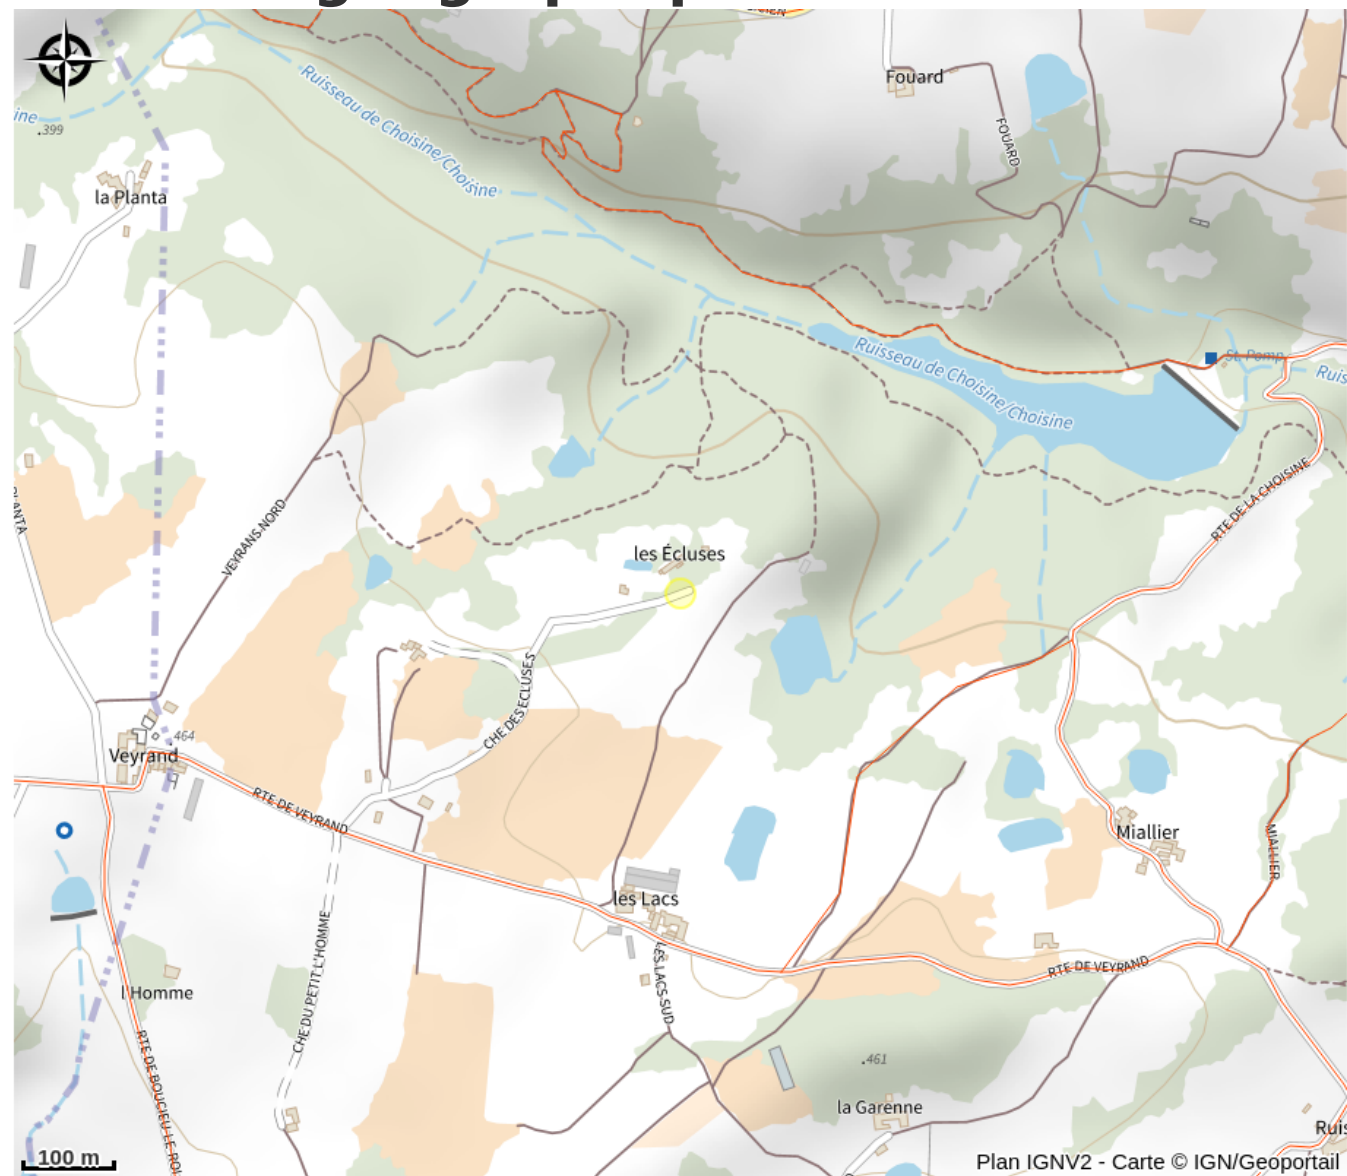 FOUARD
Fouard
Ruisseau de Choisine/Choisine
ine
.399
la Planta
St. Pomp.
Ruis
Ruisseau de Choisine/Choisine
RTE DE LA CHOISINE
VEYRANS NORD
les Écluses
CHE DES ECLUSES
464
Veyrand
RTE DE VEYRAND
Miallier
MIALLIER
les Lacs
LES LACS SUD
RTE DE VEYRAND
l'Homme
CHE DU PETIT L'HOMME
RTE DE BOUCIEU LE ROI
.461
la Garenne
Ruis
100 m
Plan IGNV2 - Carte © IGN/Geoportail